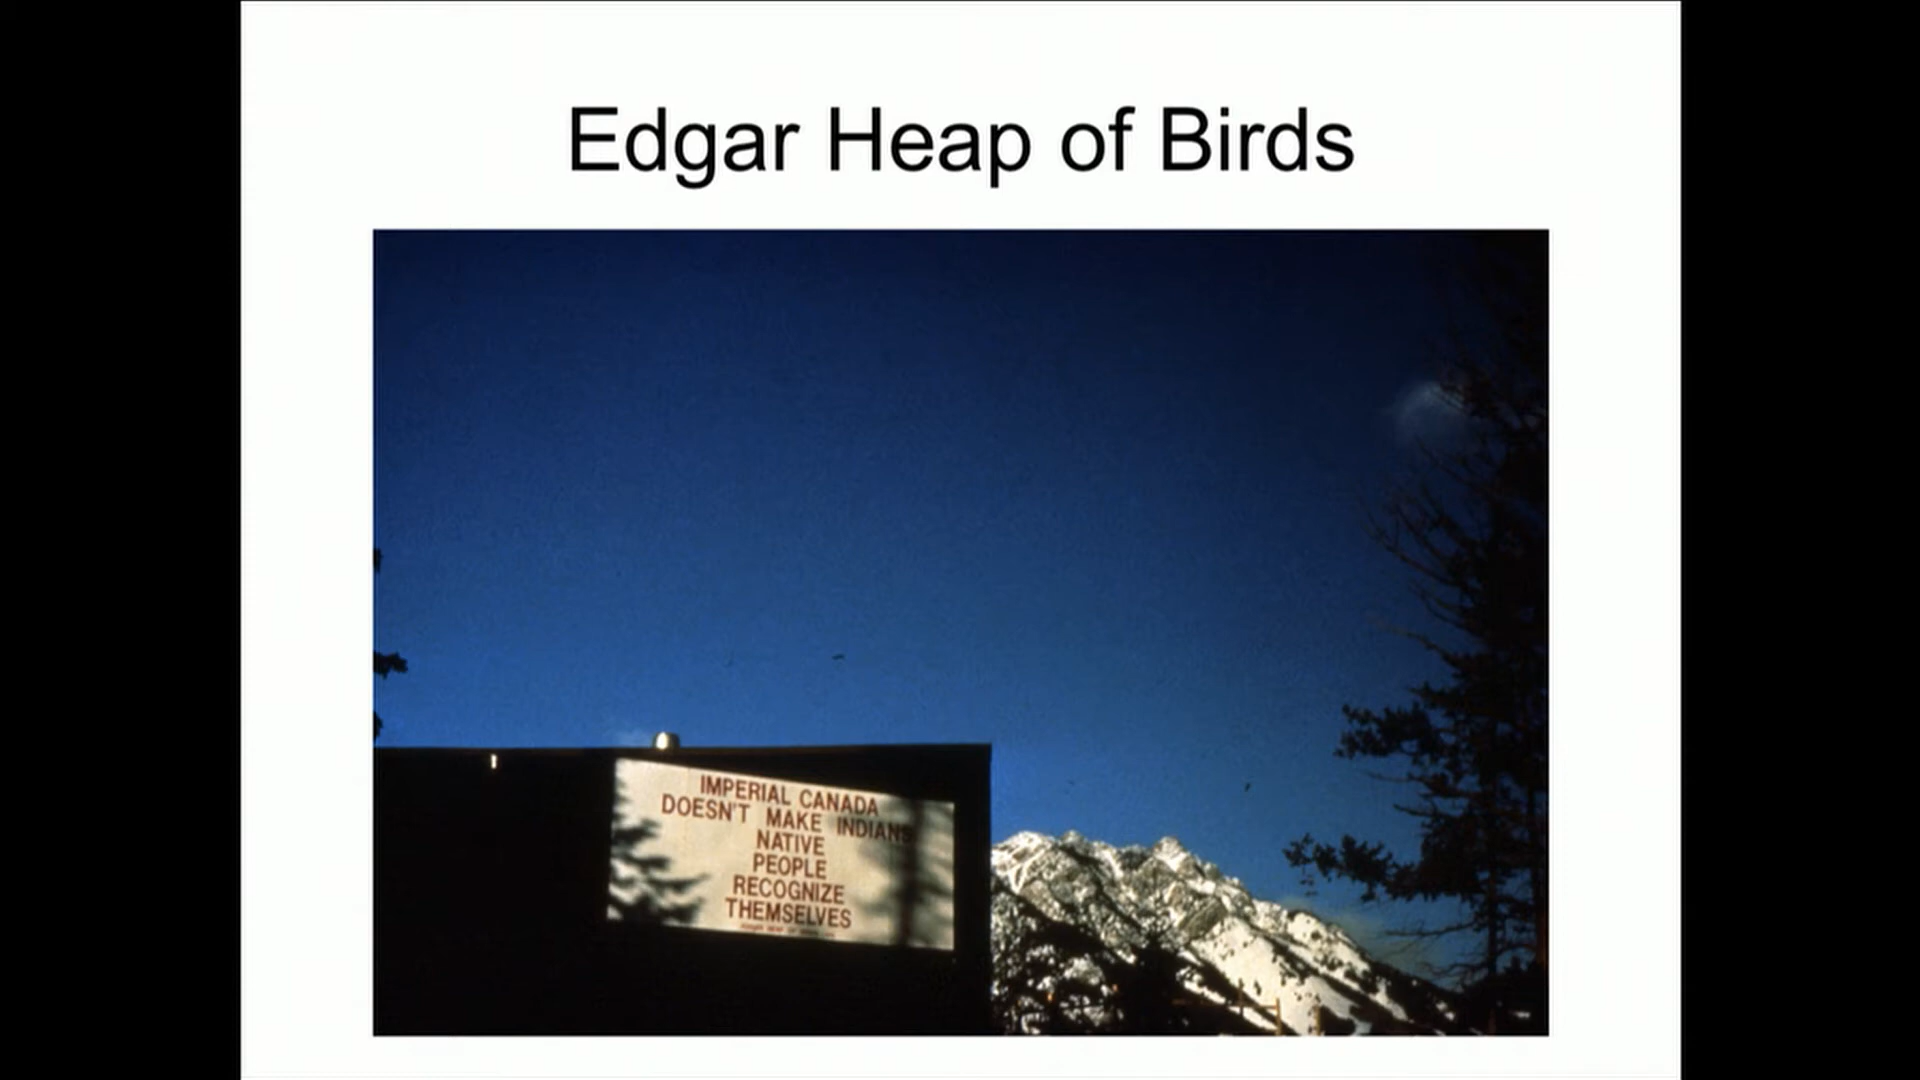 Edgar Heap of Birds
IMPERIAL CANADA
DOESN'T MAKE INDIANS
NATIVE
PEOPLE
RECOGNIZE
THEMSELVES